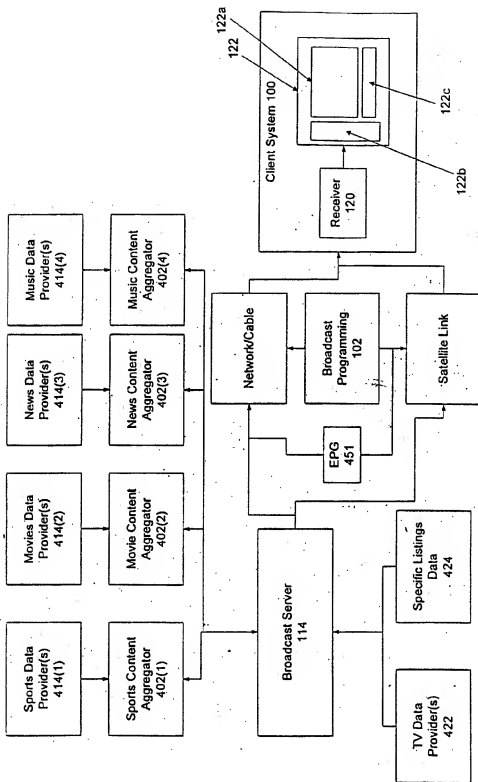 Sports Data
Provider(s)
414(1)
Movies Data
Provider(s)
414(2)
News Data
Provider(s)
414(3)
Music Data
Provider(s)
414(4)
Sports Content
Aggregator
402(1)
Movie Content
Aggregator
402(2)
News Content
Aggregator
402(3)
Music Content
Aggregator
402(4)
Broadcast Server
114
TV Data
Provider(s)
422
Specific Listings
Data
424
EPG
451
Network/Cable
Broadcast
Programming
102
Satellite Link
Client System 100
Receiver
120
122
122a
122b
122c